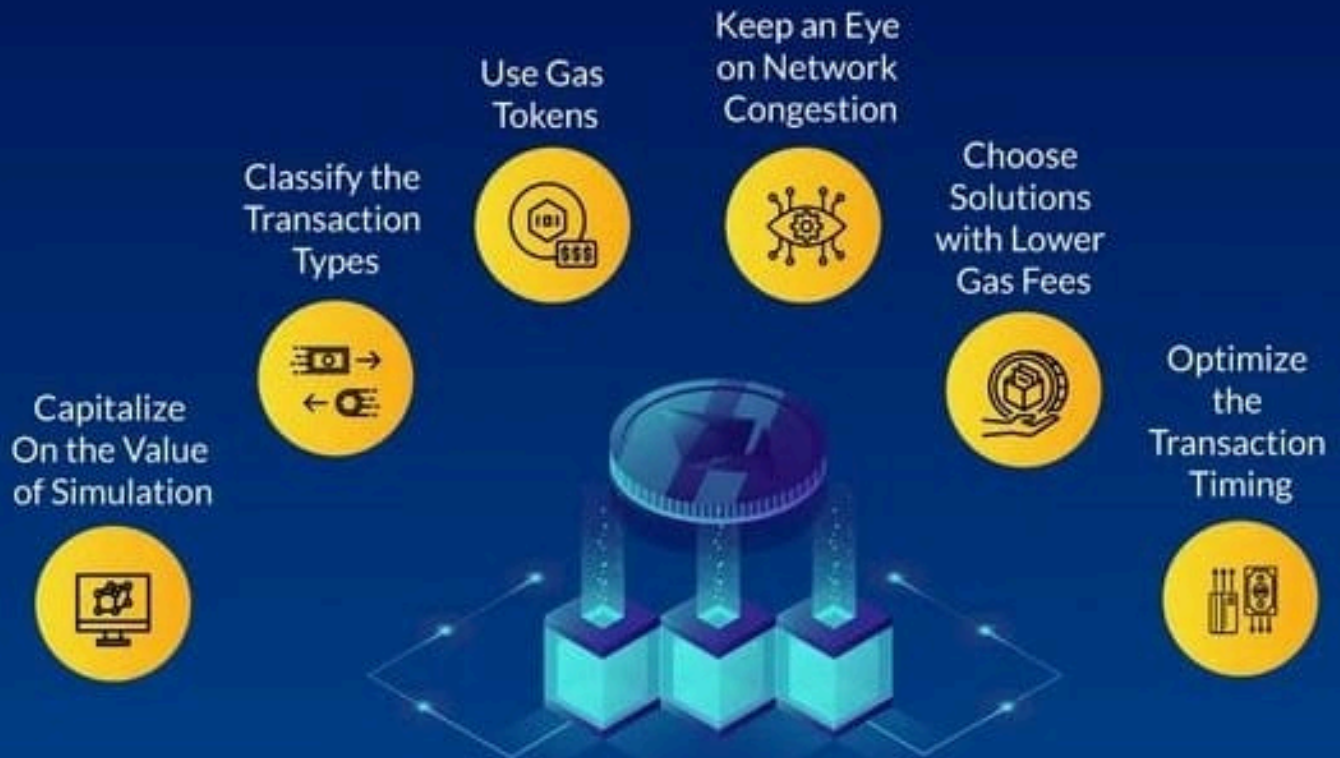 Capitalize
On the Value
of Simulation
Classify the
Transaction
Types
Use Gas
Tokens
Keep an Eye
on Network
Congestion
Choose
Solutions
with Lower
Gas Fees
Optimize
the
Transaction
Timing
$$$